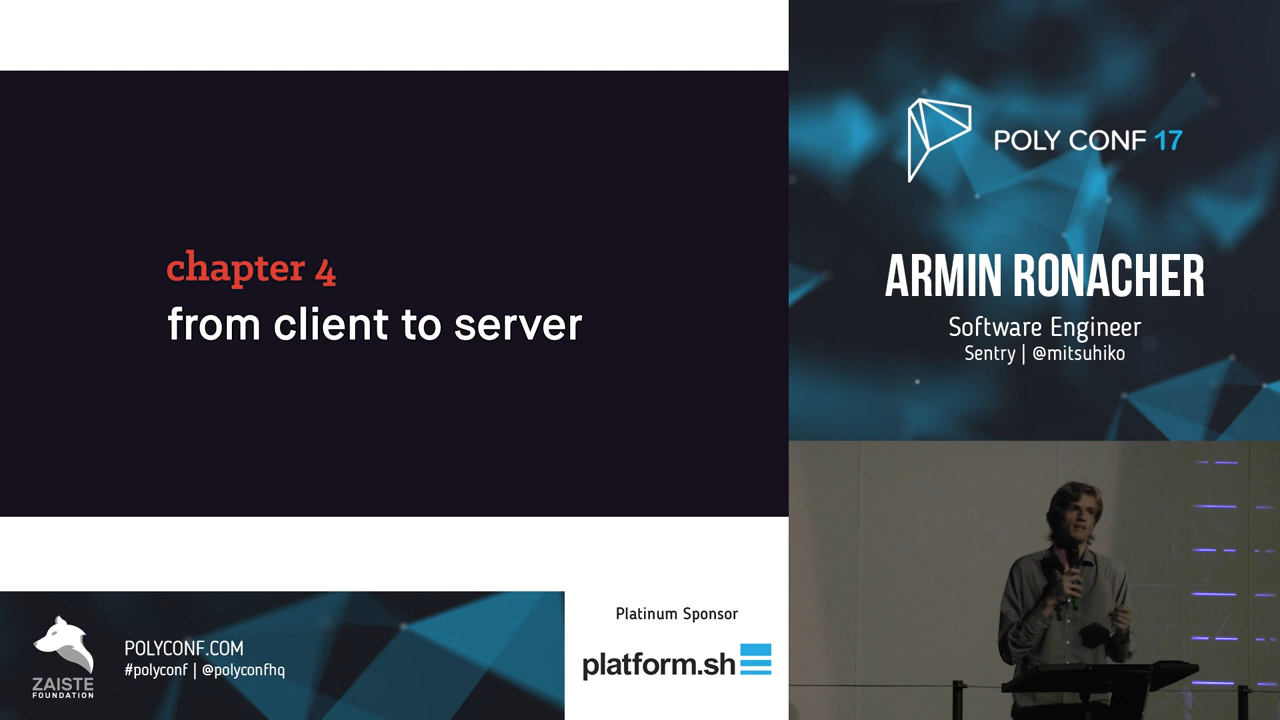 chapter 4
from client to server
POLY CONF 17
ARMIN RONACHER
Software Engineer
Sentry | @mitsuhiko
ZAISTE
FOUNDATION
POLYCONF.COM
#polyconf | @polyconfhq
Platinum Sponsor
platform.sh